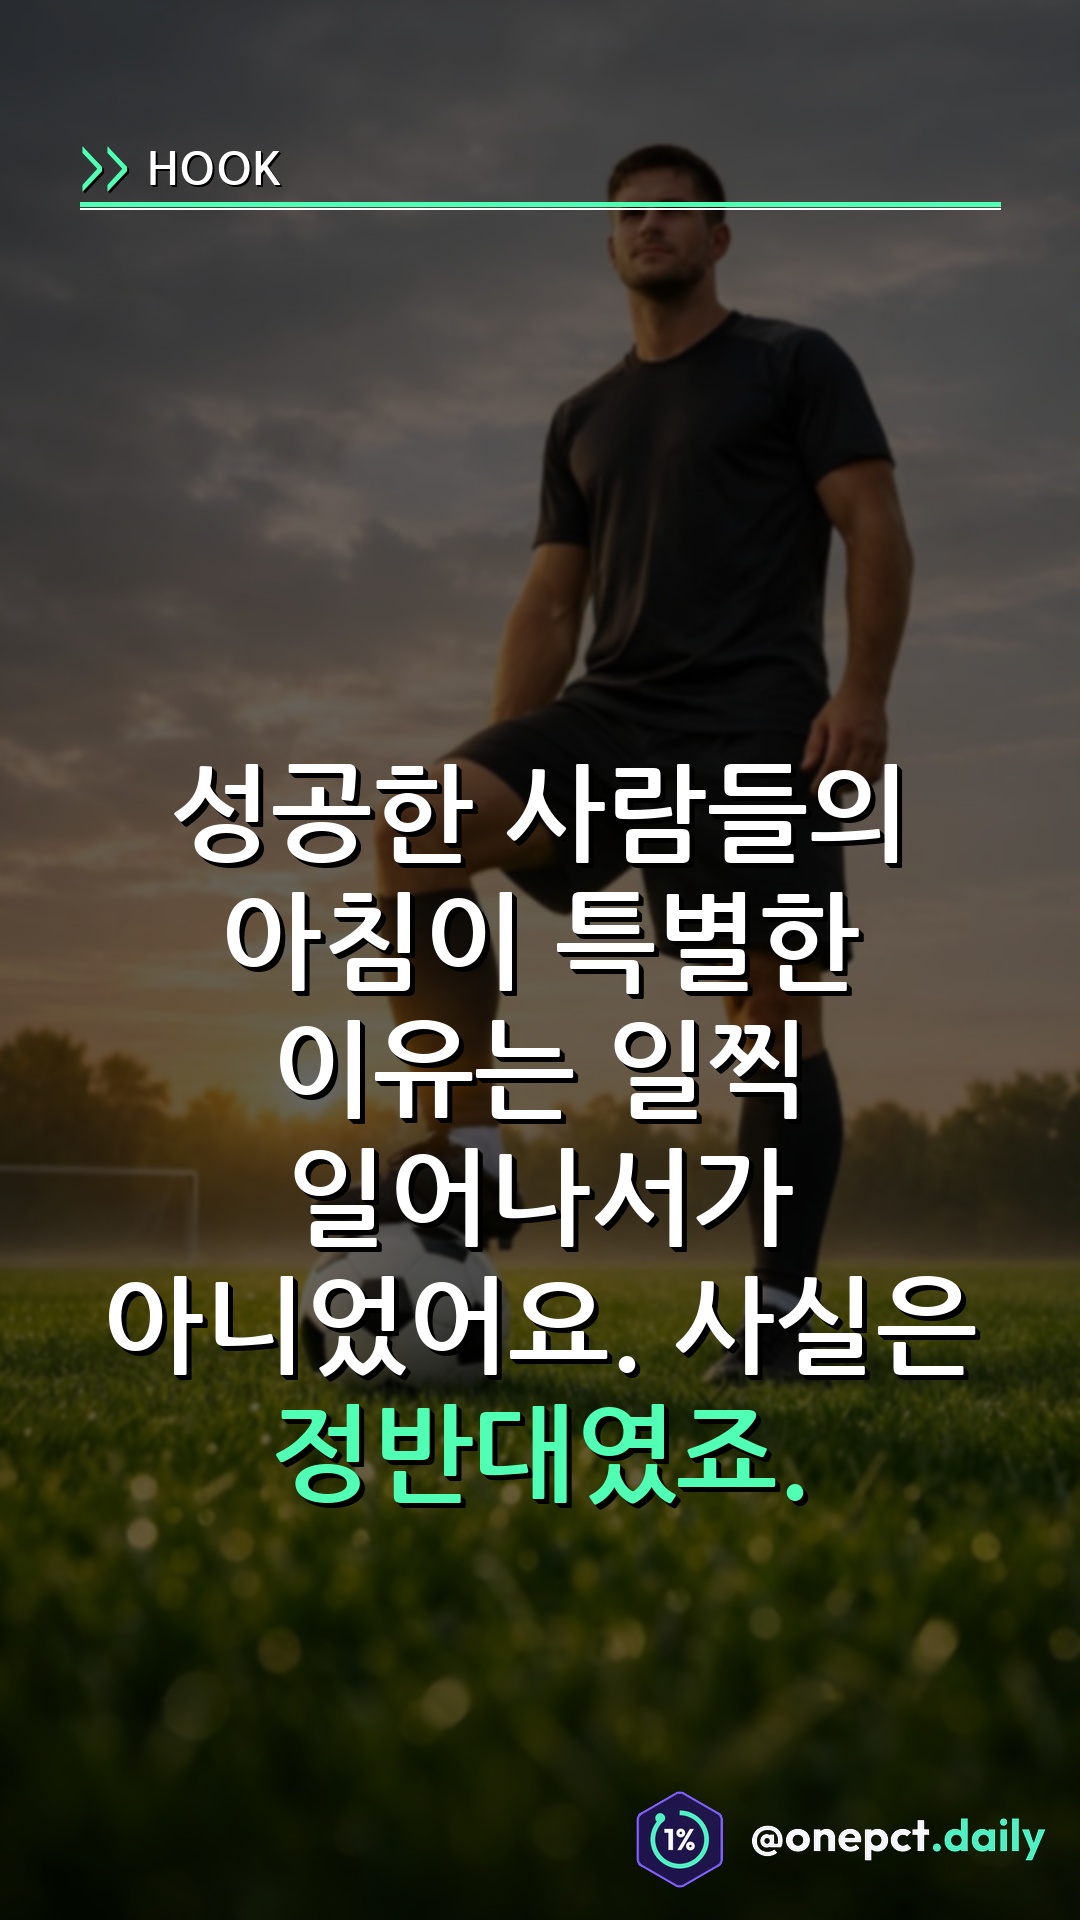 HOOK
성공한 사람들의
아침이 특별한
이유는 일찍
일어나서가
아니었어요. 사실은
정반대였죠.
1% @onepct.daily